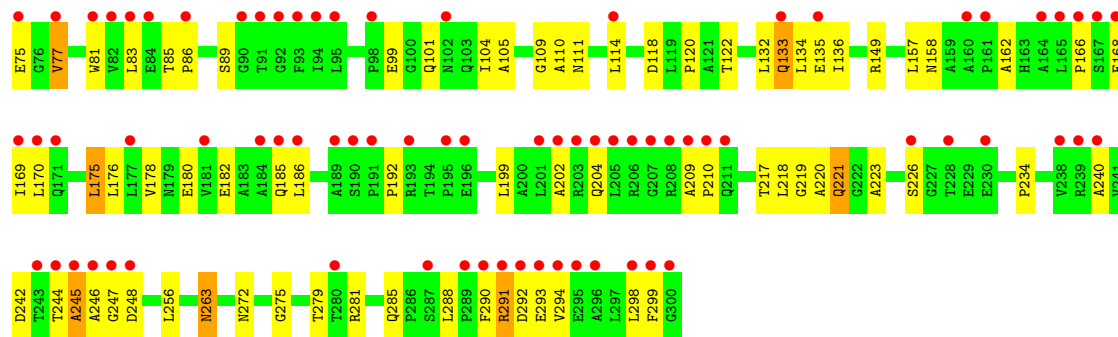 E75 G76 V77 W81 V82 L83 E84 T85 P86 S89 G90 T91 G92 F93 I94 L95 P98 E99 G100 Q101 N102 Q103 I104 A105 G109 A110 N111 L114 D118 L119 P120 A121 T122 L132 Q133 L134 E135 I136 R149 L157 N158 A159 A160 P161 A162 H163 A164 L165 P166 S167
I169 L170 Q171 L175 L176 L177 V178 N179 E180 V181 E182 A183 A184 Q185 L186 A189 S190 P191 P192 R193 T194 P195 E196 L199 A200 L201 A202 R203 Q204 L205 R206 G207 R208 A209 P210 Q211 T217 L218 G219 A220 Q221 G222 A223 S226 G227 T228 E229 E230 P234 V238 R239 A240
D242 T243 T244 A245 A246 G247 D248 L256 N263 N272 G275 T279 T280 R281 Q285 P286 S287 L288 P289 F290 R291 D292 E293 V294 E295 A296 L297 L298 F299 G300